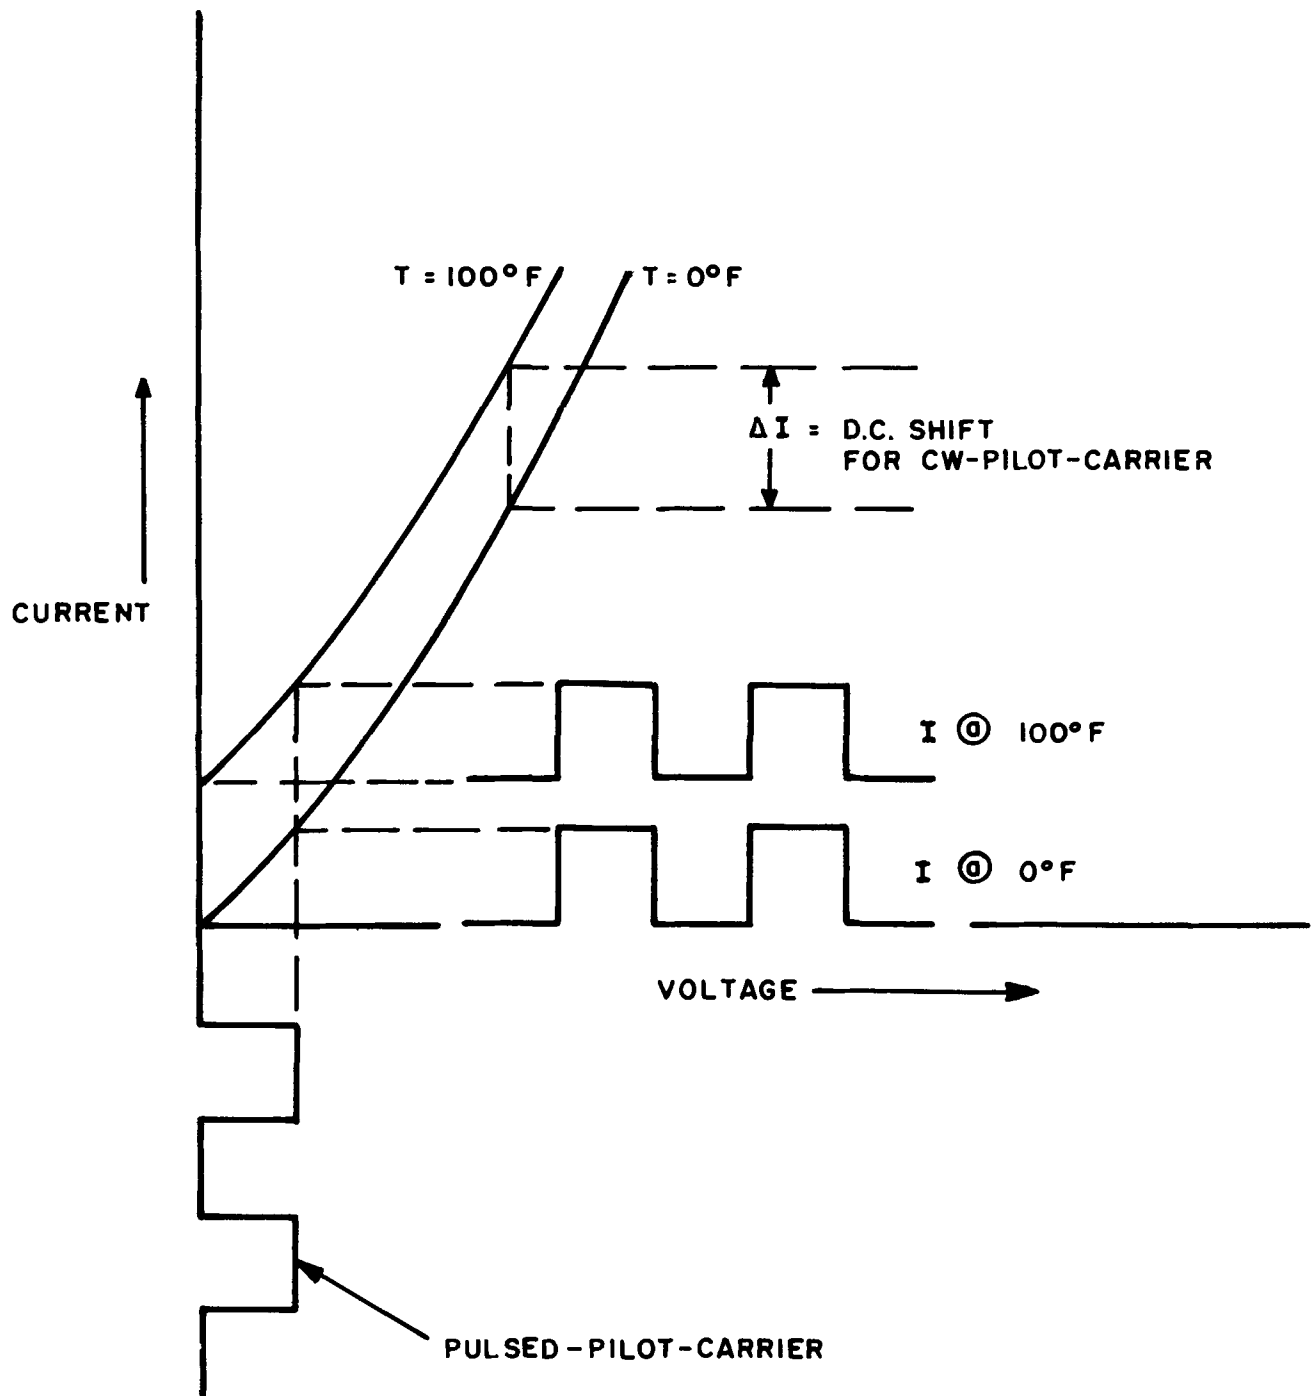 T = 100°F
T = 0°F
ΔI = D.C. SHIFT
FOR CW-PILOT-CARRIER
CURRENT
I @ 100°F
I @ 0°F
VOLTAGE
PULSED-PILOT-CARRIER